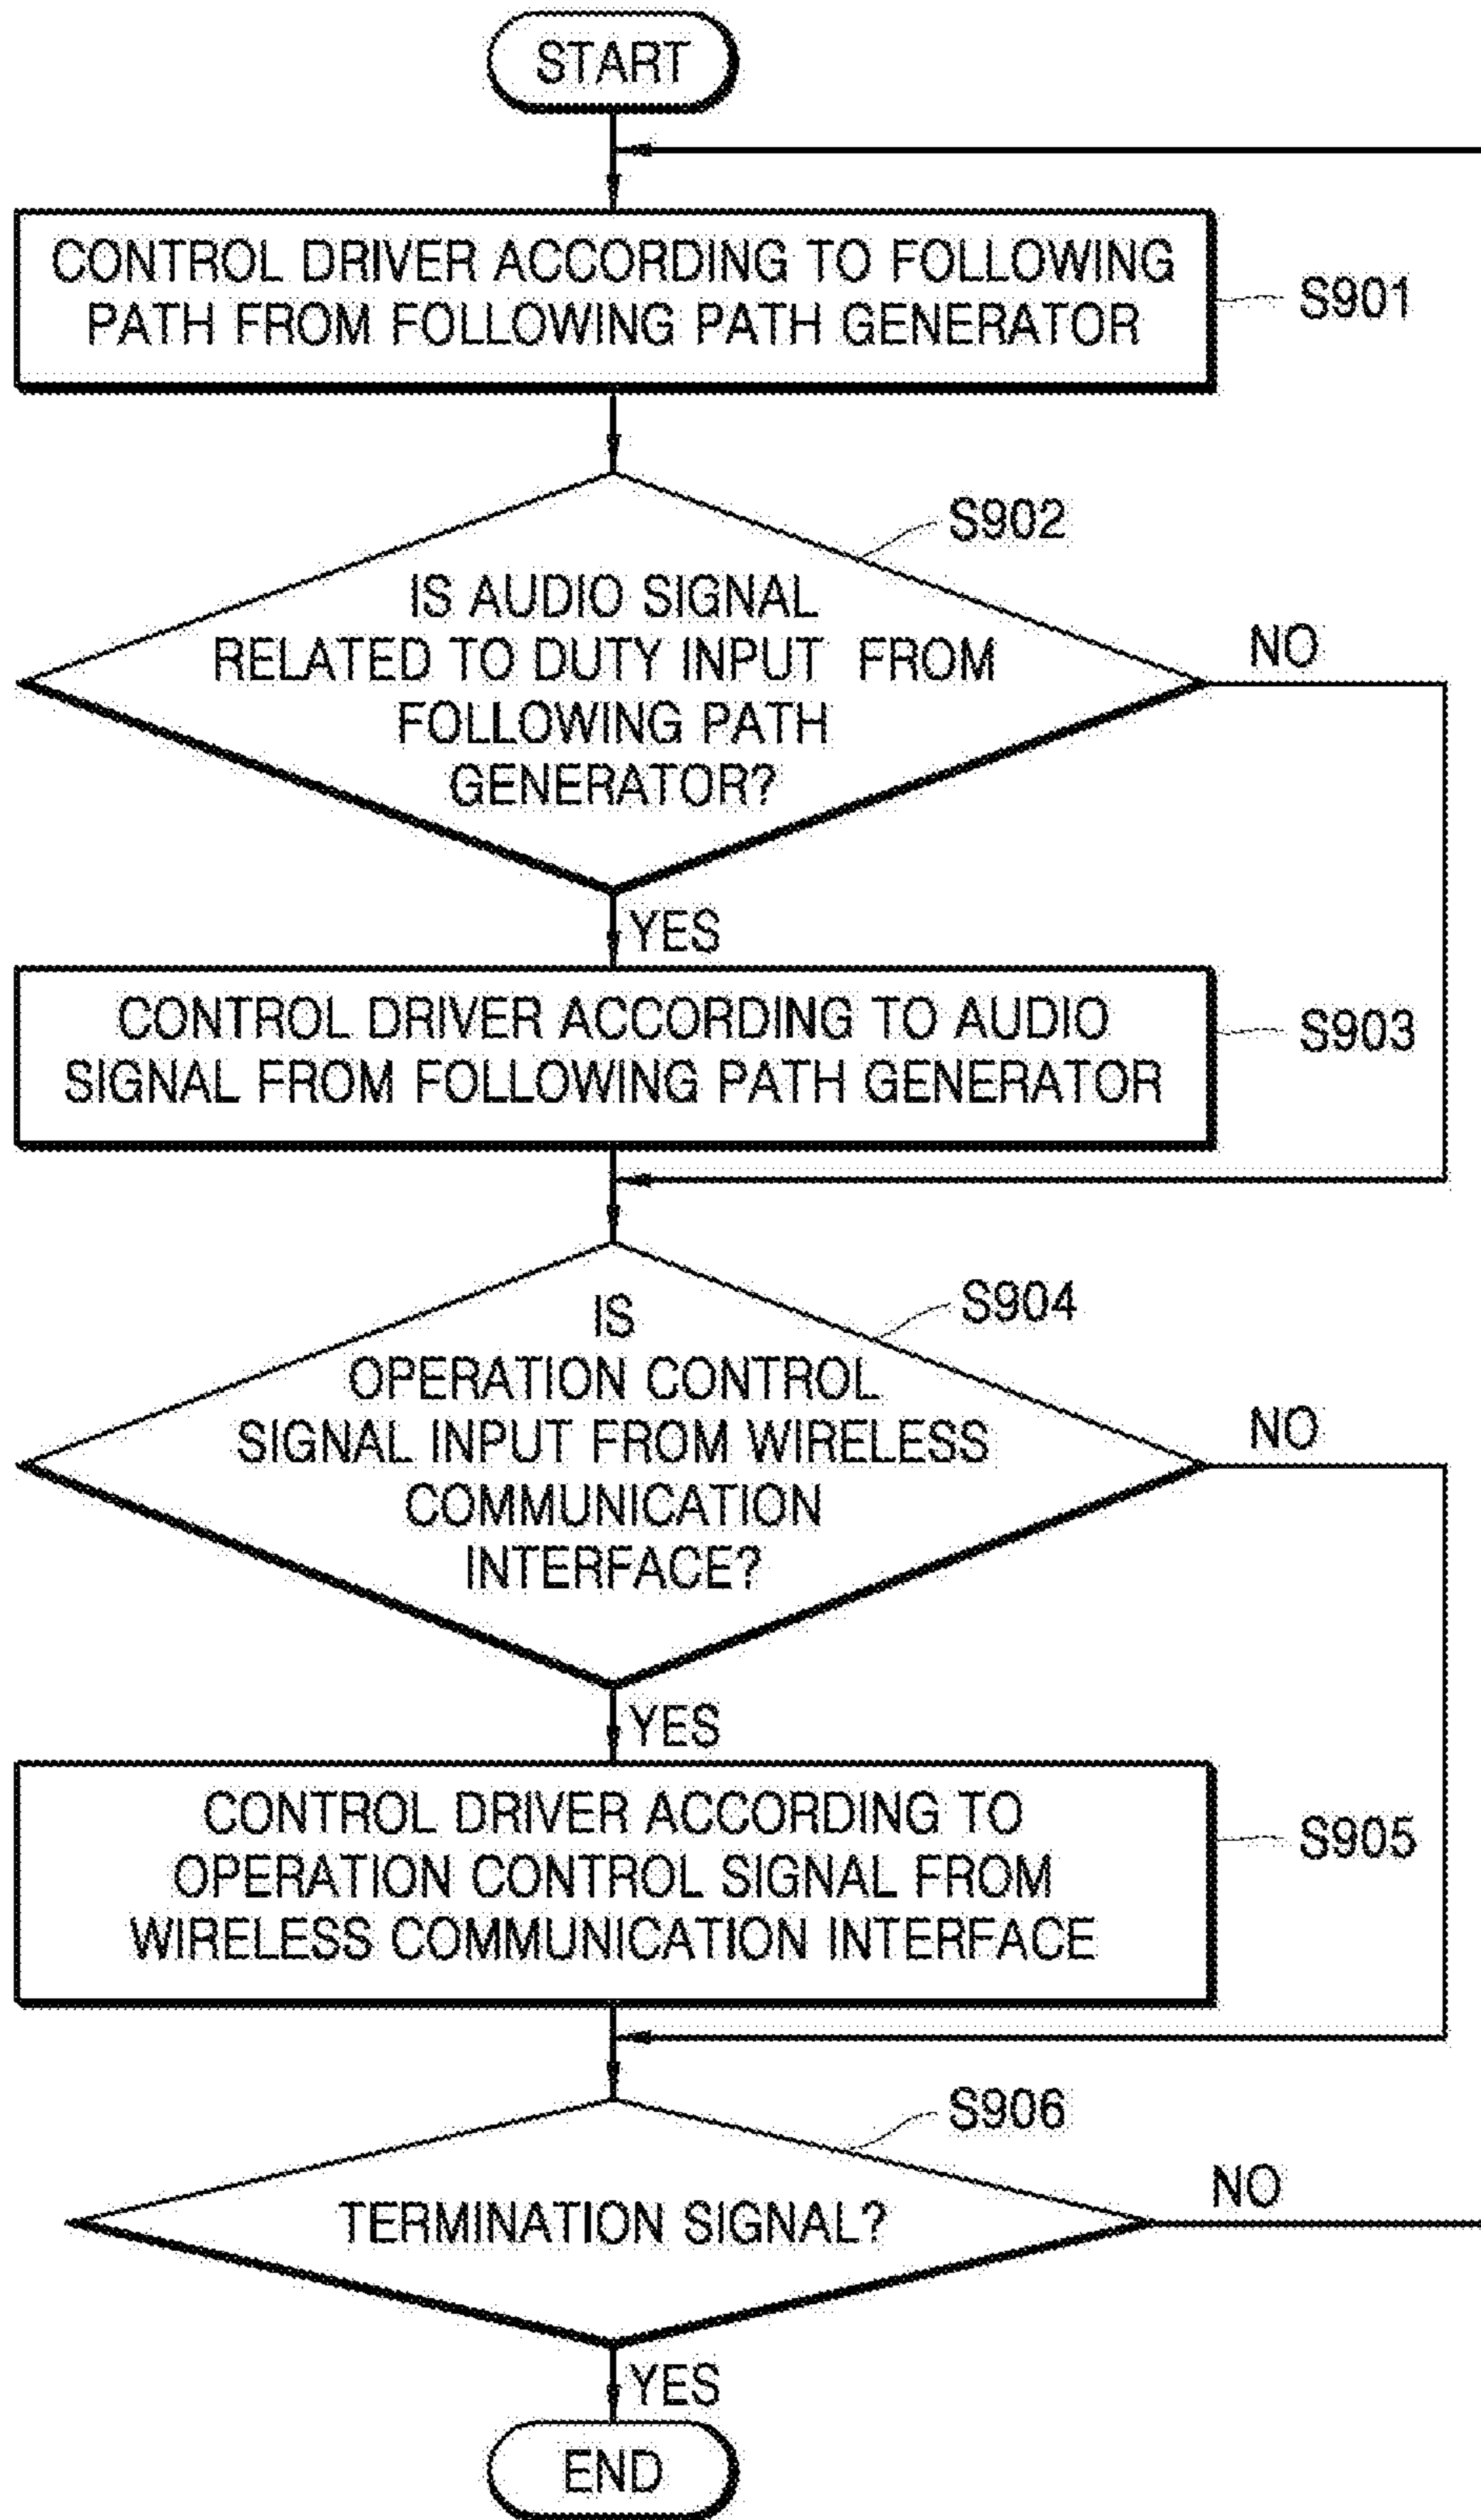 START
CONTROL DRIVER ACCORDING TO FOLLOWING
PATH FROM FOLLOWING PATH GENERATOR
S901
S902
IS AUDIO SIGNAL
RELATED TO DUTY INPUT FROM
FOLLOWING PATH
GENERATOR?
NO
YES
CONTROL DRIVER ACCORDING TO AUDIO
SIGNAL FROM FOLLOWING PATH GENERATOR
S903
S904
IS
OPERATION CONTROL
SIGNAL INPUT FROM WIRELESS
COMMUNICATION
INTERFACE?
NO
YES
CONTROL DRIVER ACCORDING TO
OPERATION CONTROL SIGNAL FROM
WIRELESS COMMUNICATION INTERFACE
S905
S906
TERMINATION SIGNAL?
NO
YES
END